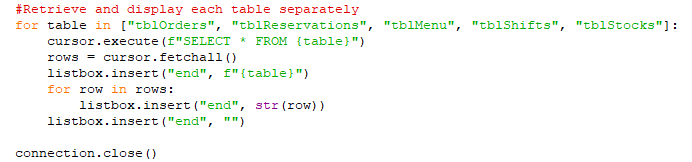 #Retrieve and display each table separately
for table in ["tblOrders", "tblReservations", "tblMenu", "tblShifts", "tblStocks"]:
    cursor.execute(f"SELECT * FROM {table}")
    rows = cursor.fetchall()
    listbox.insert("end", f"{table}")
    for row in rows:
        listbox.insert("end", str(row))
    listbox.insert("end", "")
connection.close()